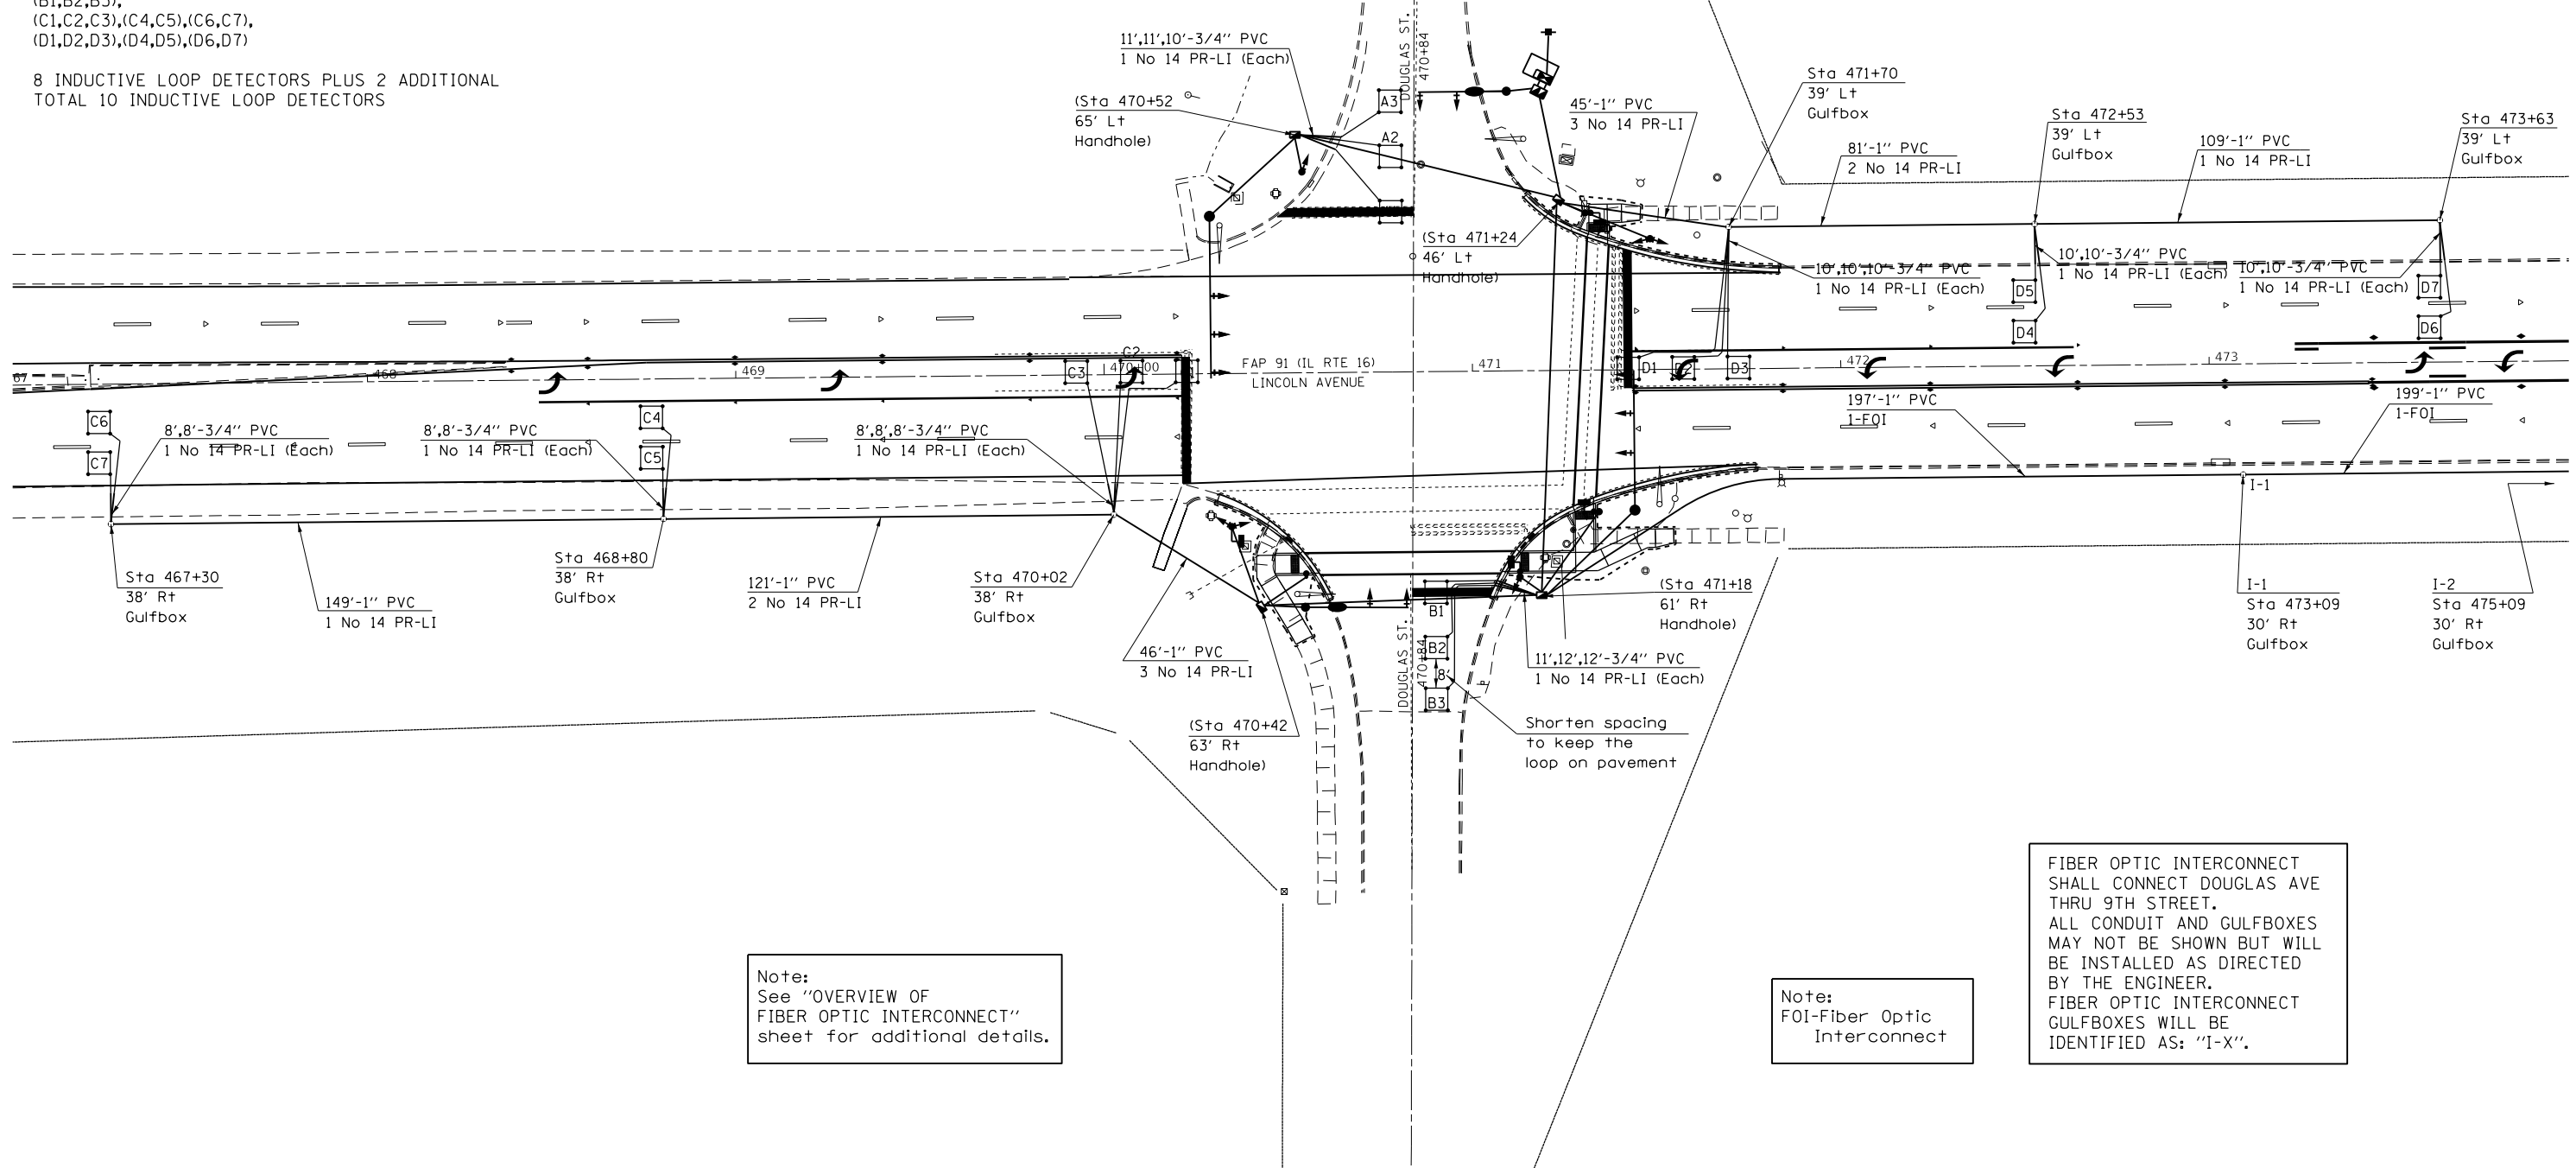 (B1,B2,B3),
(C1,C2,C3),(C4,C5),(C6,C7),
(D1,D2,D3),(D4,D5),(D6,D7)
8 INDUCTIVE LOOP DETECTORS PLUS 2 ADDITIONAL
TOTAL 10 INDUCTIVE LOOP DETECTORS
11',11',10'-3/4" PVC
1 No 14 PR-LI (Each)
(Sta 470+52
65' Lt
Handhole)
A3
A2
DOUGLAS ST.
470+84
45'-1" PVC
3 No 14 PR-LI
Sta 471+70
39' Lt
Gulfbox
81'-1" PVC
2 No 14 PR-LI
Sta 472+53
39' Lt
Gulfbox
109'-1" PVC
1 No 14 PR-LI
Sta 473+63
39' Lt
Gulfbox
(Sta 471+24
46' Lt
Handhole)
10',10',10'-3/4" PVC
1 No 14 PR-LI (Each)
10',10'-3/4" PVC
1 No 14 PR-LI (Each)
10',10'-3/4" PVC
1 No 14 PR-LI (Each)
D5
D4
D7
D6
67
468
469
C3
C2
470+00
FAP 91 (IL RTE 16)
LINCOLN AVENUE
471
D1
D2
D3
472
473
C6
C7
8',8'-3/4" PVC
1 No 14 PR-LI (Each)
8',8'-3/4" PVC
1 No 14 PR-LI (Each)
C4
C5
8',8',8'-3/4" PVC
1 No 14 PR-LI (Each)
197'-1" PVC
1-FOI
199'-1" PVC
1-FOI
I-1
Sta 467+30
38' Rt
Gulfbox
149'-1" PVC
1 No 14 PR-LI
Sta 468+80
38' Rt
Gulfbox
121'-1" PVC
2 No 14 PR-LI
Sta 470+02
38' Rt
Gulfbox
46'-1" PVC
3 No 14 PR-LI
(Sta 470+42
63' Rt
Handhole)
DOUGLAS ST.
470+84
B1
B2
8'
B3
11',12',12'-3/4" PVC
1 No 14 PR-LI (Each)
(Sta 471+18
61' Rt
Handhole)
Shorten spacing
to keep the
loop on pavement
I-1
Sta 473+09
30' Rt
Gulfbox
I-2
Sta 475+09
30' Rt
Gulfbox
Note:
See "OVERVIEW OF
FIBER OPTIC INTERCONNECT"
sheet for additional details.
Note:
FOI-Fiber Optic
Interconnect
FIBER OPTIC INTERCONNECT
SHALL CONNECT DOUGLAS AVE
THRU 9TH STREET.
ALL CONDUIT AND GULFBOXES
MAY NOT BE SHOWN BUT WILL
BE INSTALLED AS DIRECTED
BY THE ENGINEER.
FIBER OPTIC INTERCONNECT
GULFBOXES WILL BE
IDENTIFIED AS: "I-X".